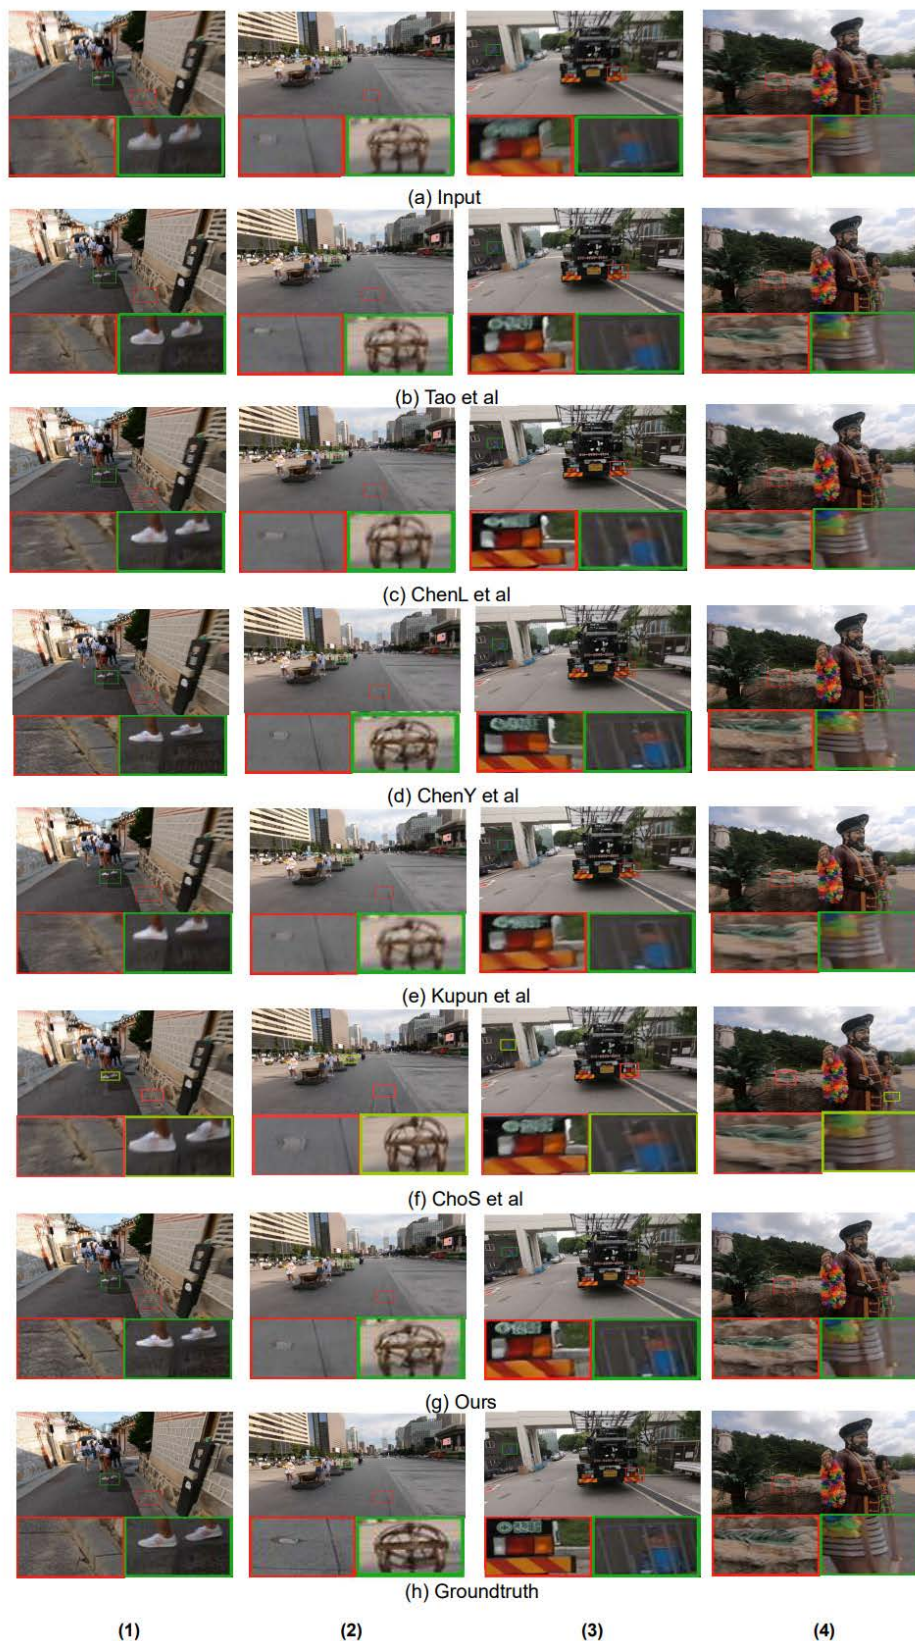 (a) Input
(b) Tao et al
(c) ChenL et al
(d) ChenY et al
(e) Kupun et al
(f) ChoS et al
(g) Ours
(h) Groundtruth
(1) (2) (3) (4)